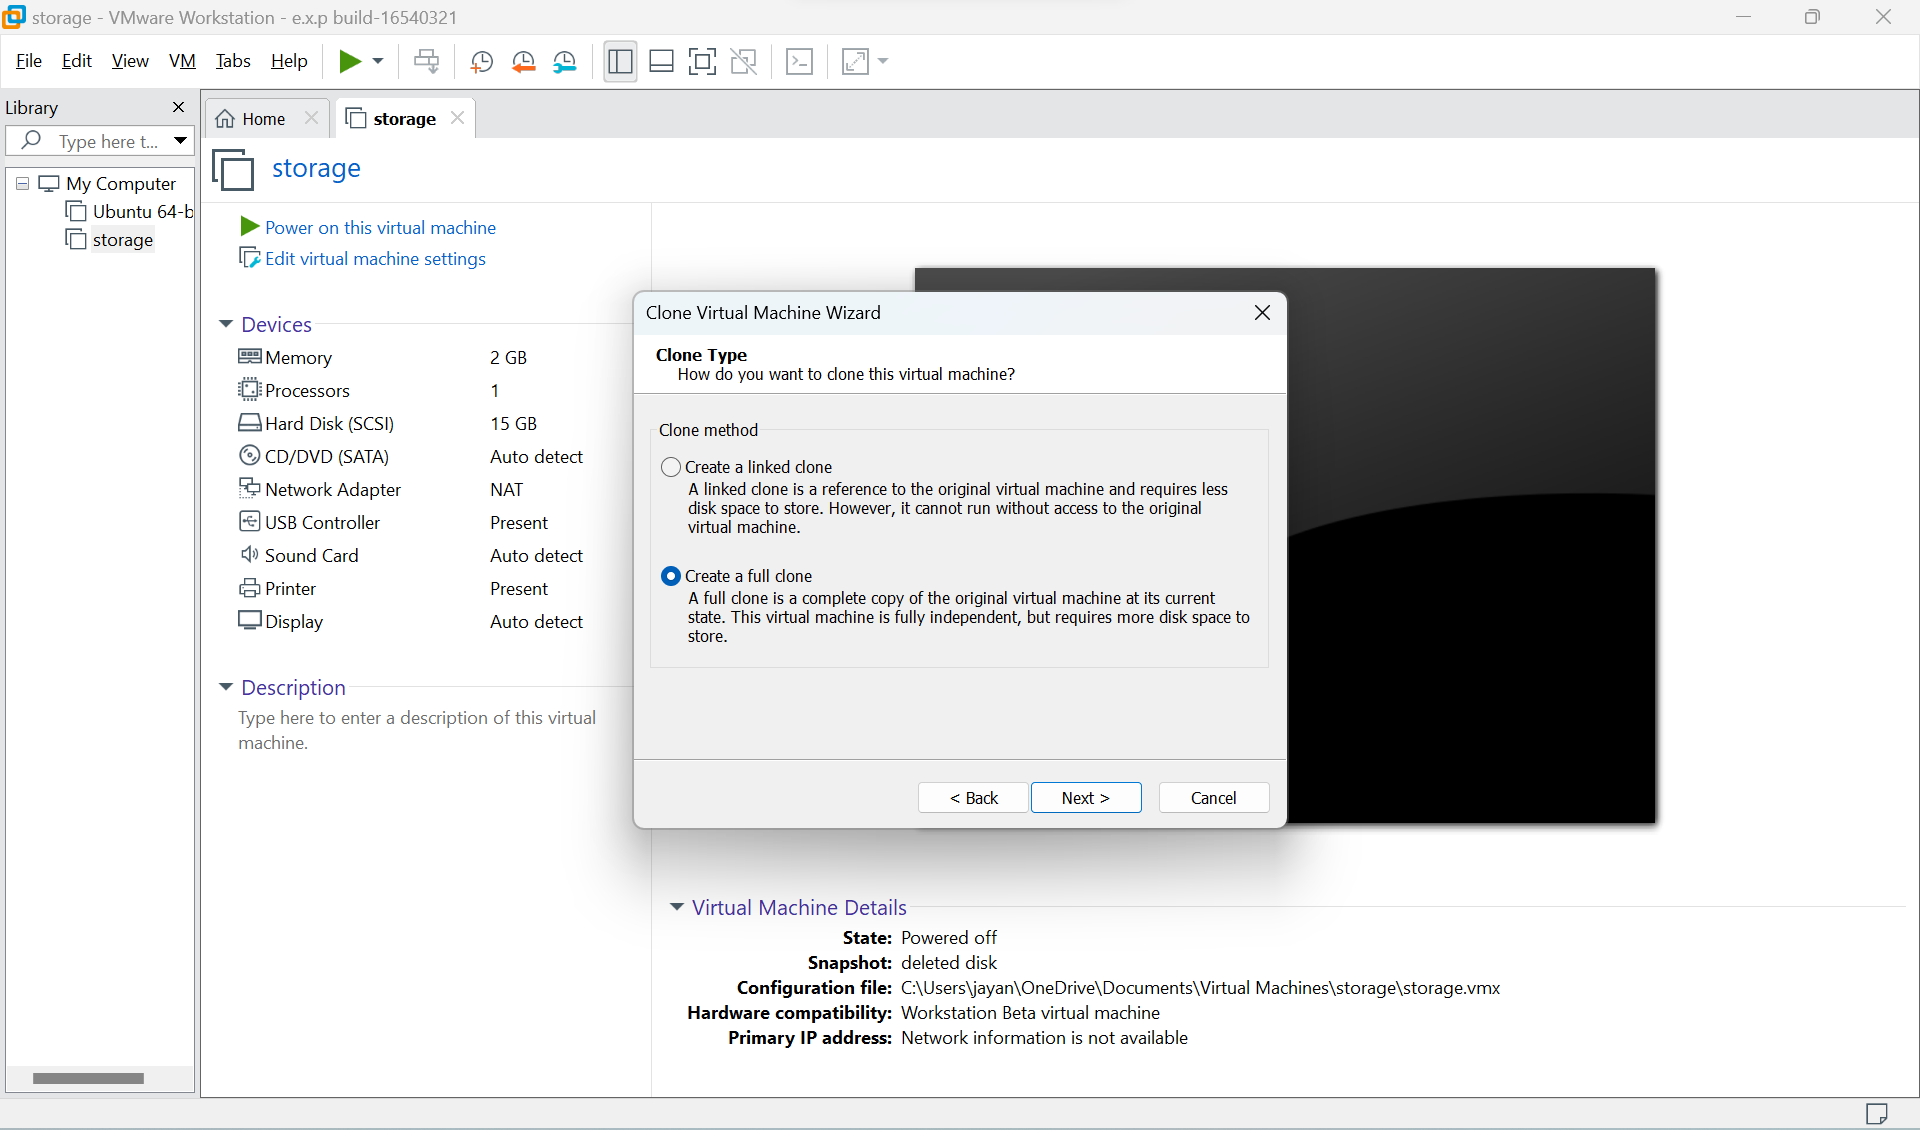 storage - VMware Workstation - e.x.p build-16540321
File Edit View VM Tabs Help
Library
Type here t...
My Computer
Ubuntu 64-b
storage
Home
storage
storage
Power on this virtual machine
Edit virtual machine settings
Devices
Memory 2 GB
Processors 1
Hard Disk (SCSI) 15 GB
CD/DVD (SATA) Auto detect
Network Adapter NAT
USB Controller Present
Sound Card Auto detect
Printer Present
Display Auto detect
Description
Type here to enter a description of this virtual
machine.
Clone Virtual Machine Wizard
Clone Type
How do you want to clone this virtual machine?
Clone method
Create a linked clone
A linked clone is a reference to the original virtual machine and requires less
disk space to store. However, it cannot run without access to the original
virtual machine.
Create a full clone
A full clone is a complete copy of the original virtual machine at its current
state. This virtual machine is fully independent, but requires more disk space to
store.
< Back Next > Cancel
Virtual Machine Details
State: Powered off
Snapshot: deleted disk
Configuration file: C:\Users\jayan\OneDrive\Documents\Virtual Machines\storage\storage.vmx
Hardware compatibility: Workstation Beta virtual machine
Primary IP address: Network information is not available